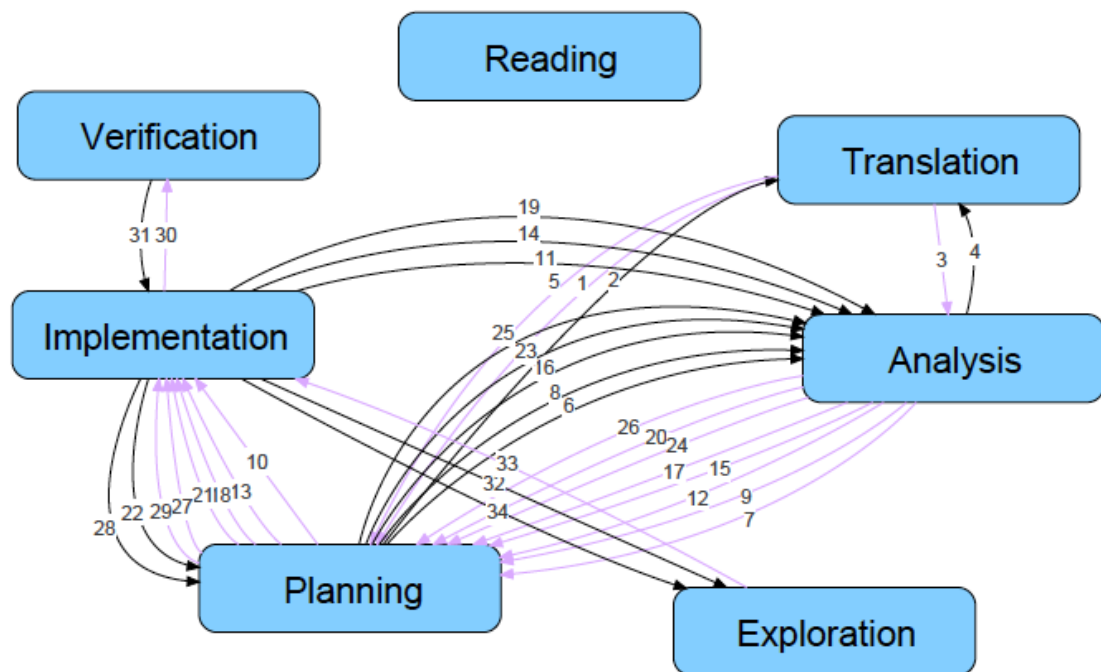 Reading
Verification
Translation
19
14
31 30
11
3
4
5 1 2
Implementation
25
23
16
Analysis
8
6
26 20 24
10
33
17 15
32
12 9
34
7
28 22 29 27 21 18 13
Planning
Exploration